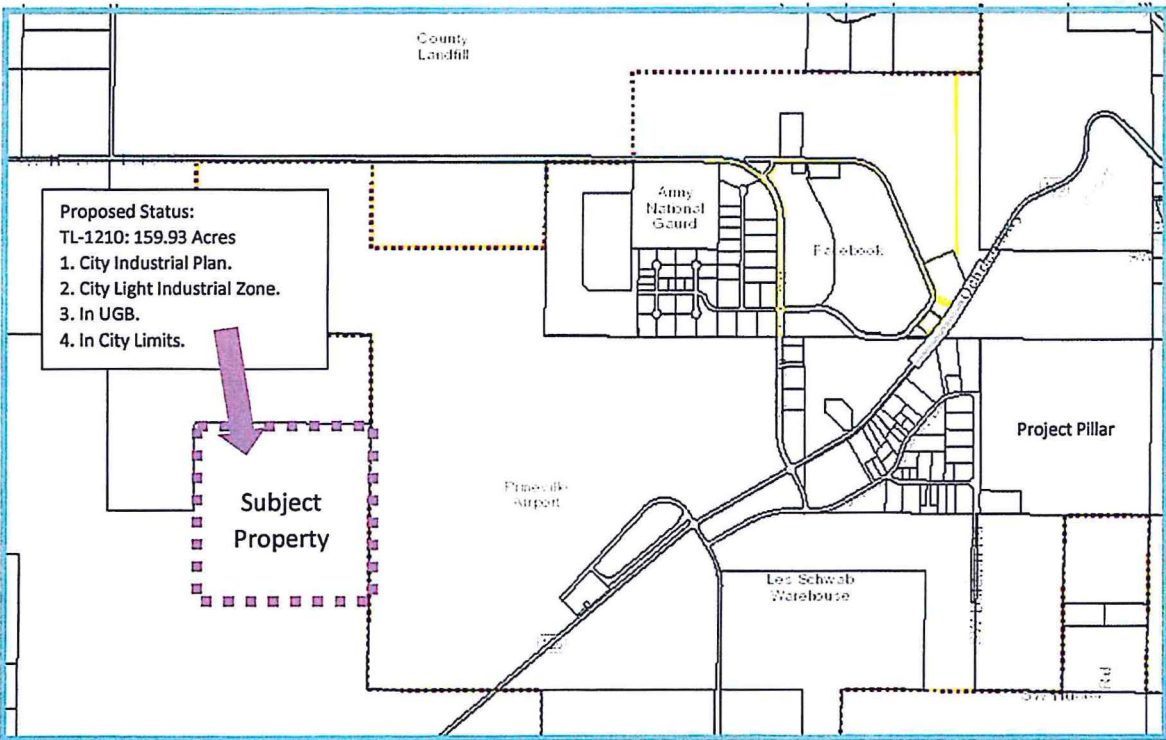 County
Landfill
Proposed Status:
TL-1210: 159.93 Acres
1. City Industrial Plan.
2. City Light Industrial Zone.
3. In UGB.
4. In City Limits.
Army
National
Gaurd
Facebook
Project Pillar
Subject
Property
Prineville
Airport
Les Schwab
Warehouse
Rd